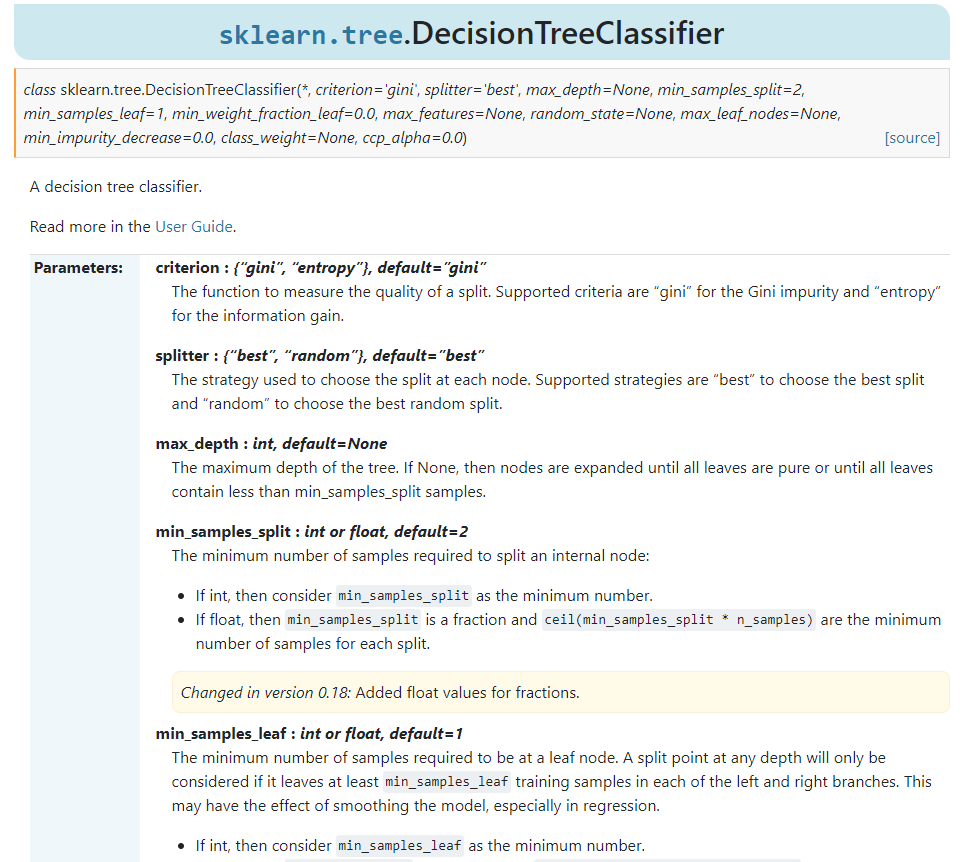 sklearn.tree.DecisionTreeClassifier
class sklearn.tree.DecisionTreeClassifier(*, criterion='gini', splitter='best', max_depth=None, min_samples_split=2,
min_samples_leaf=1, min_weight_fraction_leaf=0.0, max_features=None, random_state=None, max_leaf_nodes=None,
min_impurity_decrease=0.0, class_weight=None, ccp_alpha=0.0) [source]
A decision tree classifier.
Read more in the User Guide.
Parameters: criterion : {“gini”, “entropy”}, default=”gini”
The function to measure the quality of a split. Supported criteria are “gini” for the Gini impurity and “entropy”
for the information gain.
splitter : {“best”, “random”}, default=”best”
The strategy used to choose the split at each node. Supported strategies are “best” to choose the best split
and “random” to choose the best random split.
max_depth : int, default=None
The maximum depth of the tree. If None, then nodes are expanded until all leaves are pure or until all leaves
contain less than min_samples_split samples.
min_samples_split : int or float, default=2
The minimum number of samples required to split an internal node:
• If int, then consider min_samples_split as the minimum number.
• If float, then min_samples_split is a fraction and ceil(min_samples_split * n_samples) are the minimum
number of samples for each split.
Changed in version 0.18: Added float values for fractions.
min_samples_leaf : int or float, default=1
The minimum number of samples required to be at a leaf node. A split point at any depth will only be
considered if it leaves at least min_samples_leaf training samples in each of the left and right branches. This
may have the effect of smoothing the model, especially in regression.
• If int, then consider min_samples_leaf as the minimum number.